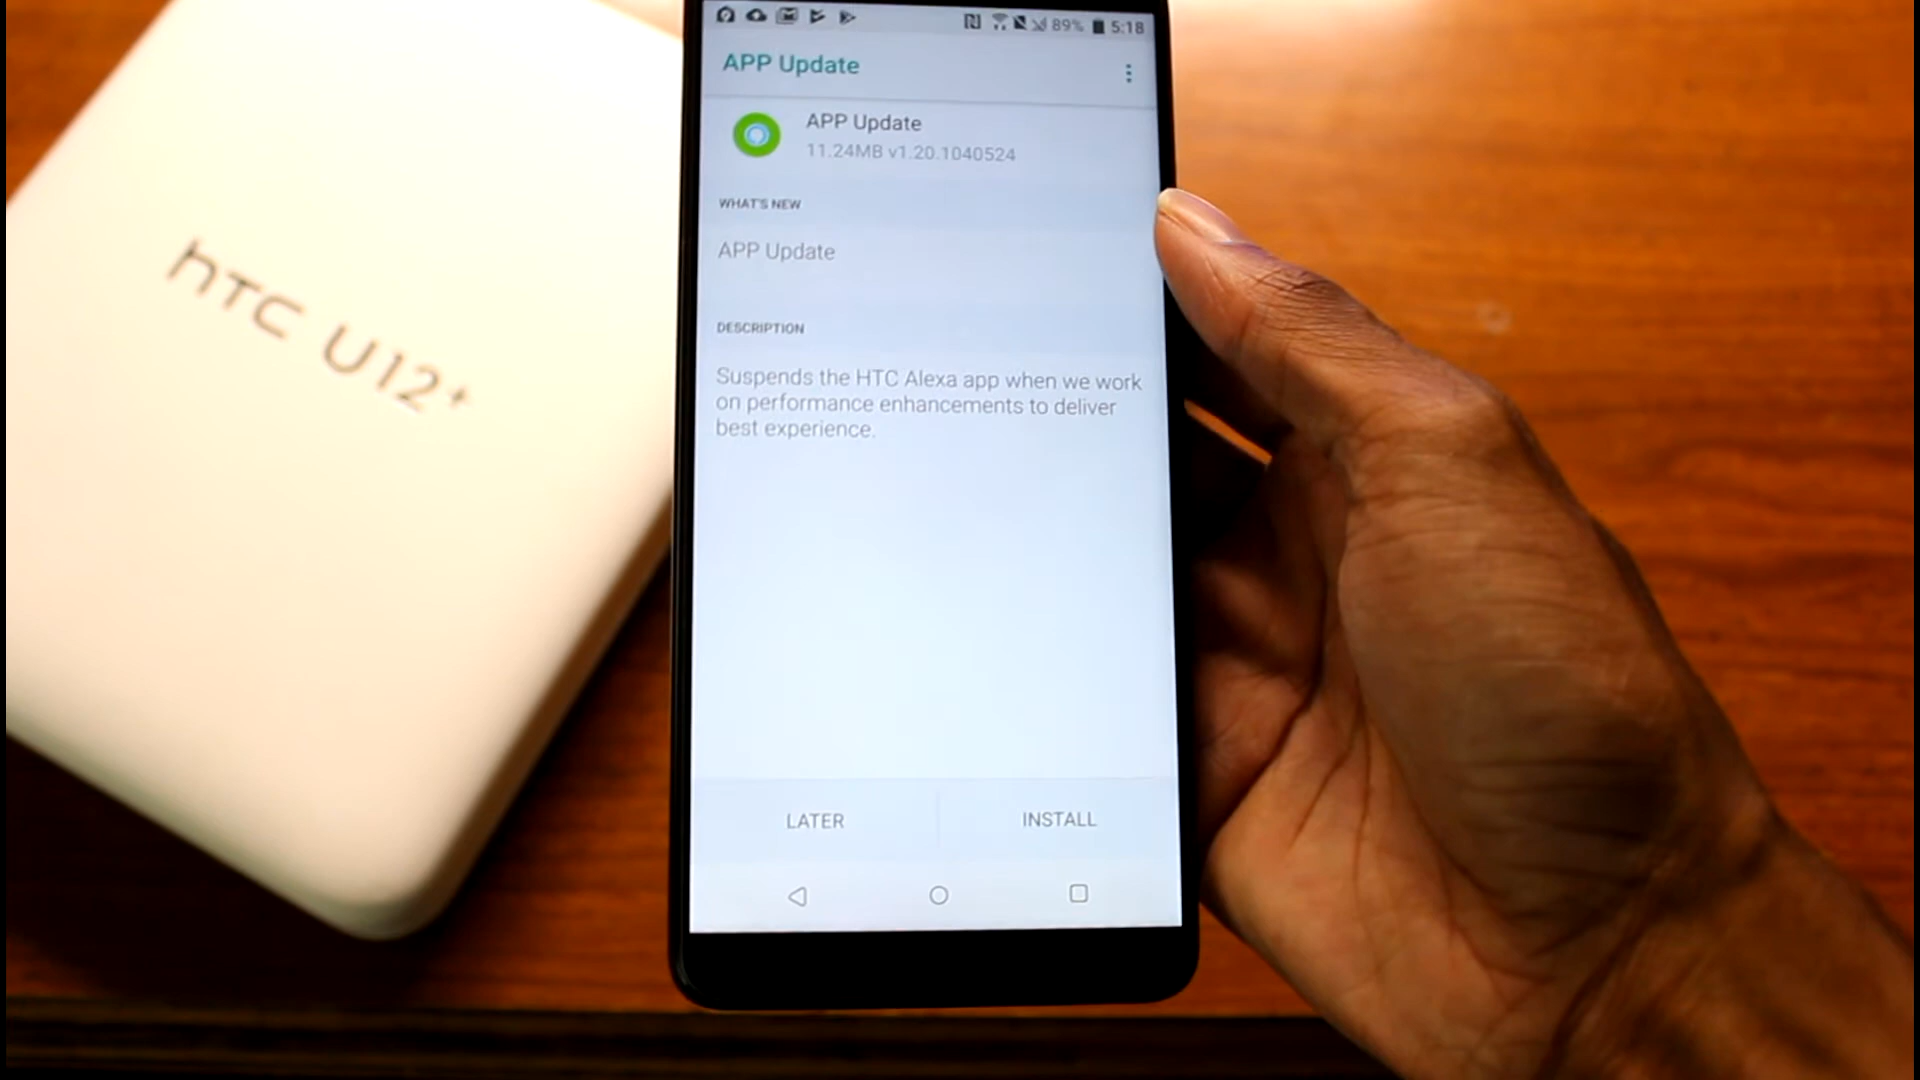 89% 5:18
APP Update
APP Update
11.24MB v1.20.1040524
WHAT'S NEW
APP Update
DESCRIPTION
Suspends the HTC Alexa app when we work
on performance enhancements to deliver
best experience.
LATER INSTALL
hTC U12+